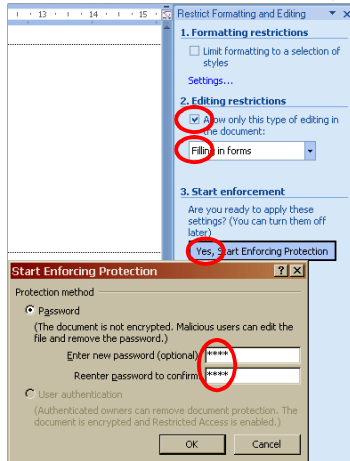 · 13 · ı · 14 · ı · 15 ·
Restrict Formatting and Editing
1. Formatting restrictions
Limit formatting to a selection of
styles
Settings...
2. Editing restrictions
Allow only this type of editing in
the document:
Filling in forms
3. Start enforcement
Are you ready to apply these
settings? (You can turn them off
later)
Yes, Start Enforcing Protection
Start Enforcing Protection
Protection method
Password
(The document is not encrypted. Malicious users can edit the
file and remove the password.)
Enter new password (optional): ****
Reenter password to confirm: ****
User authentication
(Authenticated owners can remove document protection. The
document is encrypted and Restricted Access is enabled.)
OK Cancel